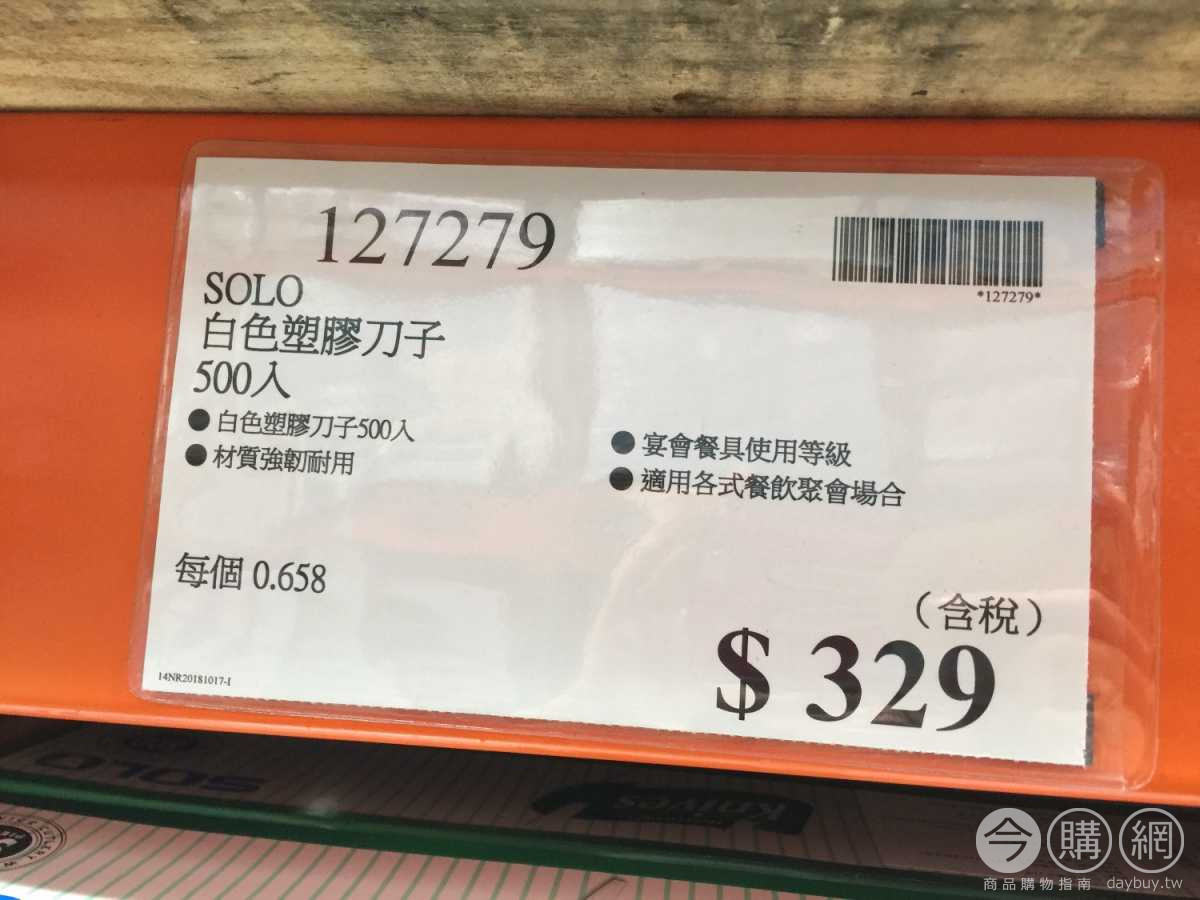 127279
*127279*
SOLO
白色塑膠刀子
500入
● 白色塑膠刀子500入
● 材質強韌耐用
● 宴會餐具使用等級
● 適用各式餐飲聚會場合
每個 0.658
（含稅）
$ 329
14NR20181017-I
SOLO
Knives
今購網
商品購物指南 daybuy.tw